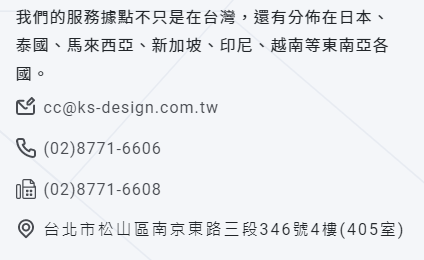 我們的服務據點不只是在台灣，還有分佈在日本、
泰國、馬來西亞、新加坡、印尼、越南等東南亞各
國。
cc@ks-design.com.tw
(02)8771-6606
(02)8771-6608
台北市松山區南京東路三段346號4樓(405室)